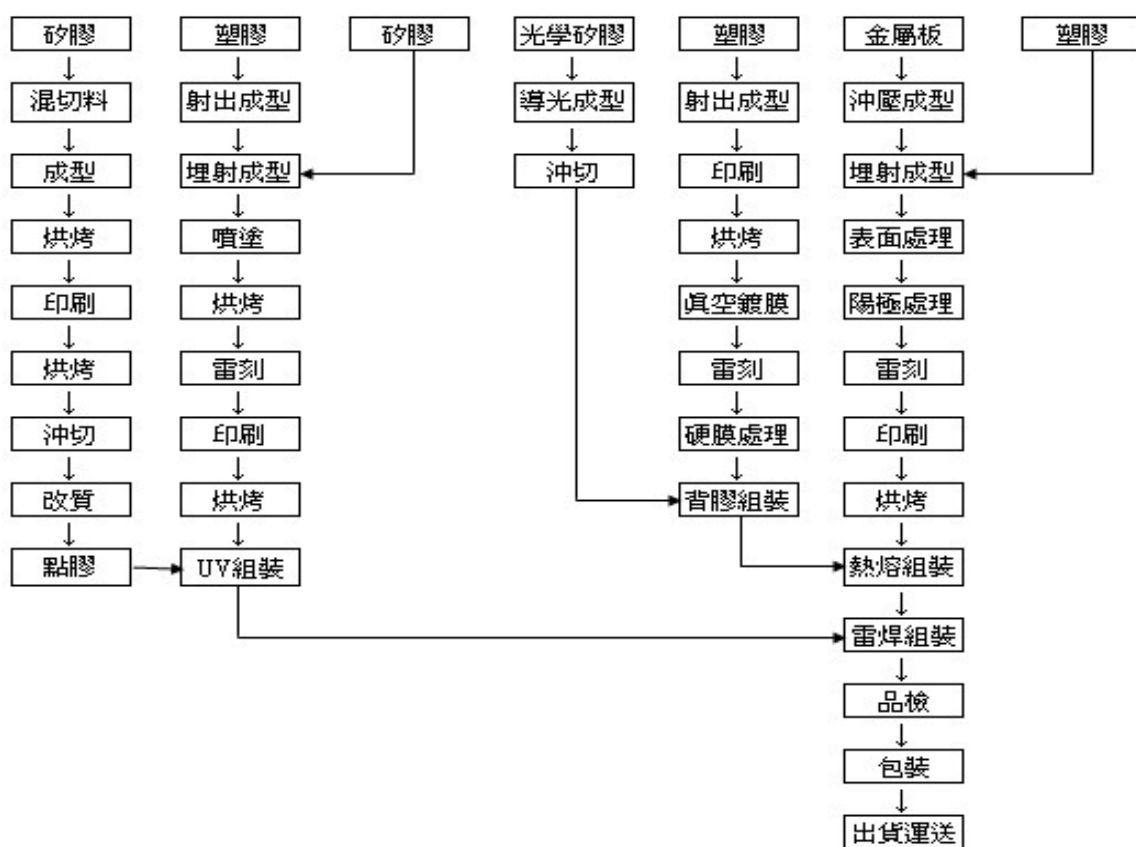 矽膠 塑膠 矽膠 光學矽膠 塑膠 金屬板 塑膠
混切料 射出成型 導光成型 射出成型 沖壓成型
成型 埋射成型 沖切 印刷 埋射成型
烘烤 噴塗 烘烤 表面處理
印刷 烘烤 真空鍍膜 陽極處理
烘烤 雷刻 雷刻 雷刻
沖切 印刷 硬膜處理 印刷
改質 烘烤 背膠組裝 烘烤
點膠 UV組裝 熱熔組裝
雷焊組裝
品檢
包裝
出貨運送